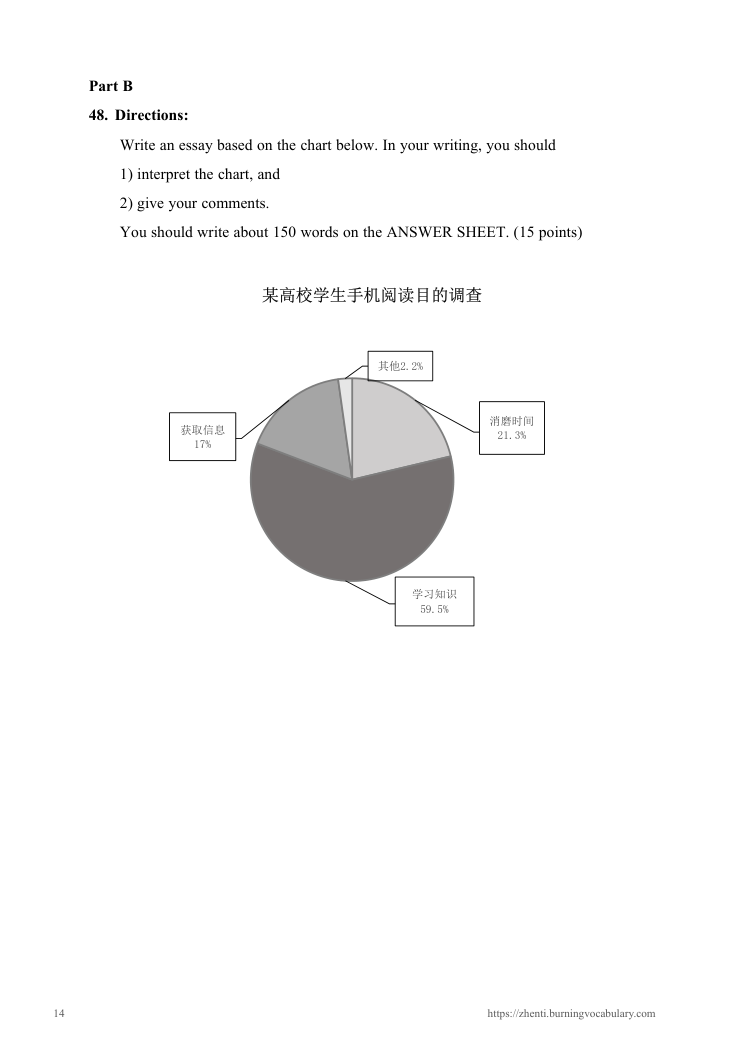 Part B
48. Directions:
Write an essay based on the chart below. In your writing, you should
1) interpret the chart, and
2) give your comments.
You should write about 150 words on the ANSWER SHEET. (15 points)
某高校学生手机阅读目的调查
其他2.2%
消磨时间
21.3%
获取信息
17%
学习知识
59.5%
14
https://zhenti.burningvocabulary.com